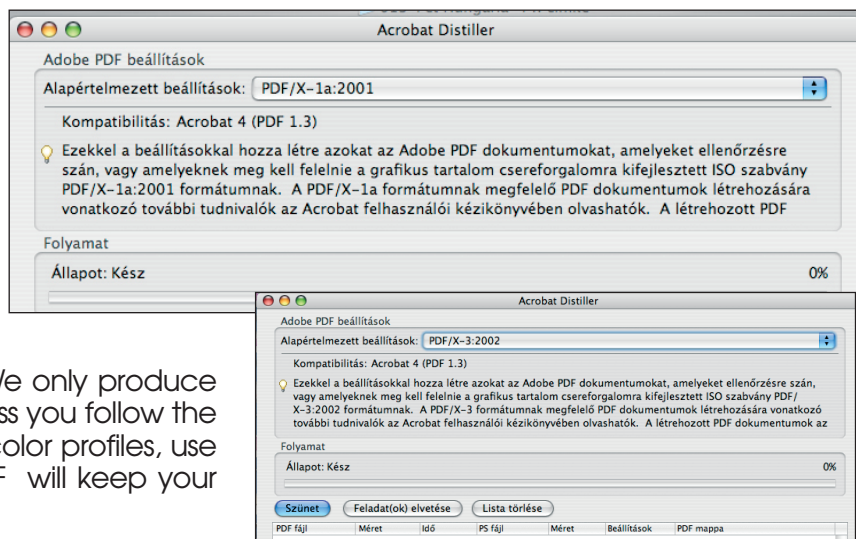 Acrobat Distiller
Adobe PDF beállítások
Alapértelmezett beállítások: PDF/X-1a:2001
Kompatibilitás: Acrobat 4 (PDF 1.3)
Ezekkel a beállításokkal hozza létre azokat az Adobe PDF dokumentumokat, amelyeket ellenőrzésre
szán, vagy amelyeknek meg kell felelnie a grafikus tartalom csereforgalomra kifejlesztett ISO szabvány
PDF/X-1a:2001 formátumnak. A PDF/X-1a formátumnak megfelelő PDF dokumentumok létrehozására
vonatkozó további tudnivalók az Acrobat felhasználói kézikönyvében olvashatók. A létrehozott PDF
Folyamat
Állapot: Kész 0%
Acrobat Distiller
Adobe PDF beállítások
Alapértelmezett beállítások: PDF/X-3:2002
Kompatibilitás: Acrobat 4 (PDF 1.3)
Ezekkel a beállításokkal hozza létre azokat az Adobe PDF dokumentumokat, amelyeket ellenőrzésre szán,
vagy amelyeknek meg kell felelnie a grafikus tartalom csereforgalomra kifejlesztett ISO szabvány PDF/
X-3:2002 formátumnak. A PDF/X-3 formátumnak megfelelő PDF dokumentumok létrehozására vonatkozó
további tudnivalók az Acrobat felhasználói kézikönyvében olvashatók. A létrehozott PDF dokumentumok az
Folyamat
Állapot: Kész 0%
Szünet Feladat(ok) elvetése Lista törlése
PDF fájl Méret Idő PS fájl Méret Beállítások PDF mappa
We only produce
you follow the
color profiles, use
will keep your